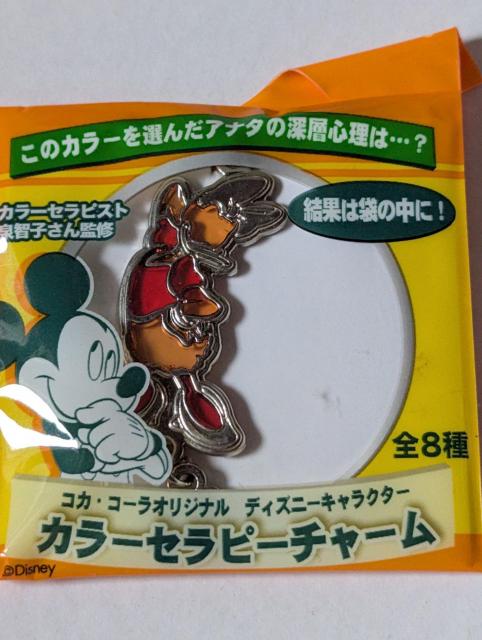 このカラーを選んだアナタの深層心理は…？
カラーセラピスト
智子さん監修
結果は袋の中に！
全8種
コカ・コーラオリジナル ディズニーキャラクター
カラーセラピーチャーム
©Disney